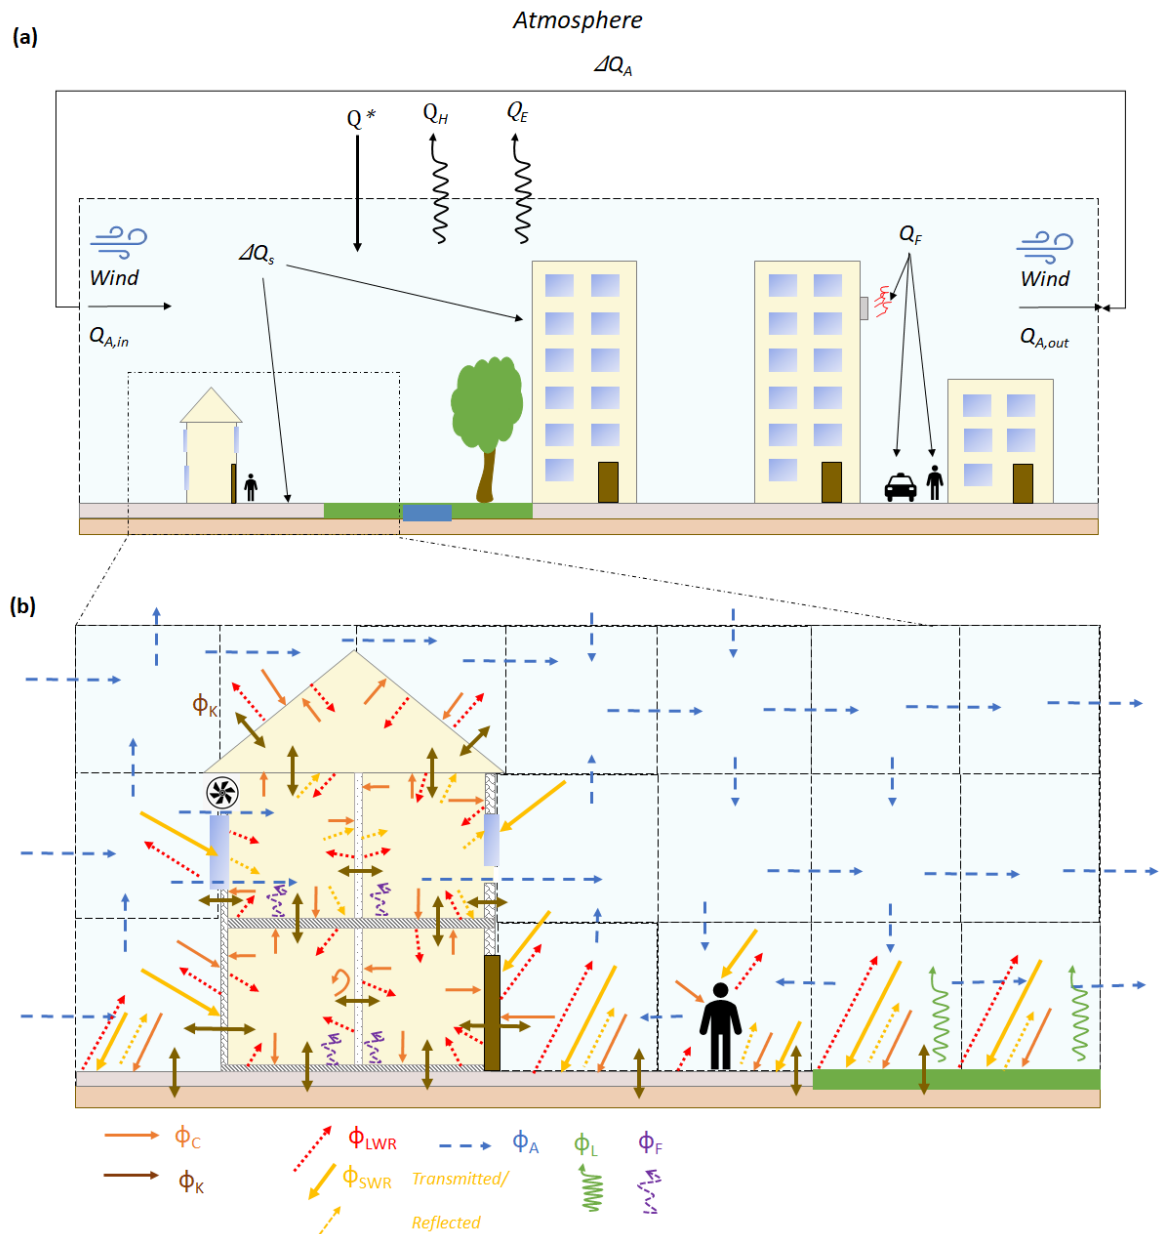 Atmosphere
(a)
ΔQA
Q*
QH
QE
ΔQs
QF
Wind
Wind
QA,in
QA,out
(b)
ΦK
ΦC
ΦLWR
ΦA
ΦL
ΦF
ΦK
ΦSWR
Transmitted/
Reflected